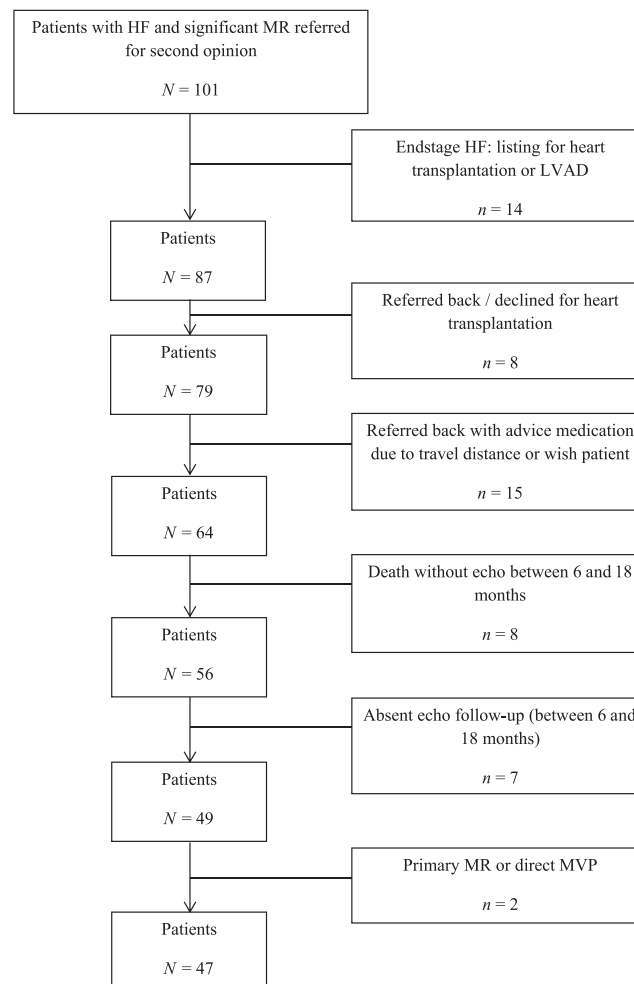 Patients with HF and significant MR referred
for second opinion
N = 101
Endstage HF: listing for heart
transplantation or LVAD
n = 14
Patients
N = 87
Referred back / declined for heart
transplantation
n = 8
Patients
N = 79
Referred back with advice medication
due to travel distance or wish patient
n = 15
Patients
N = 64
Death without echo between 6 and 18
months
n = 8
Patients
N = 56
Absent echo follow-up (between 6 and
18 months)
n = 7
Patients
N = 49
Primary MR or direct MVP
n = 2
Patients
N = 47